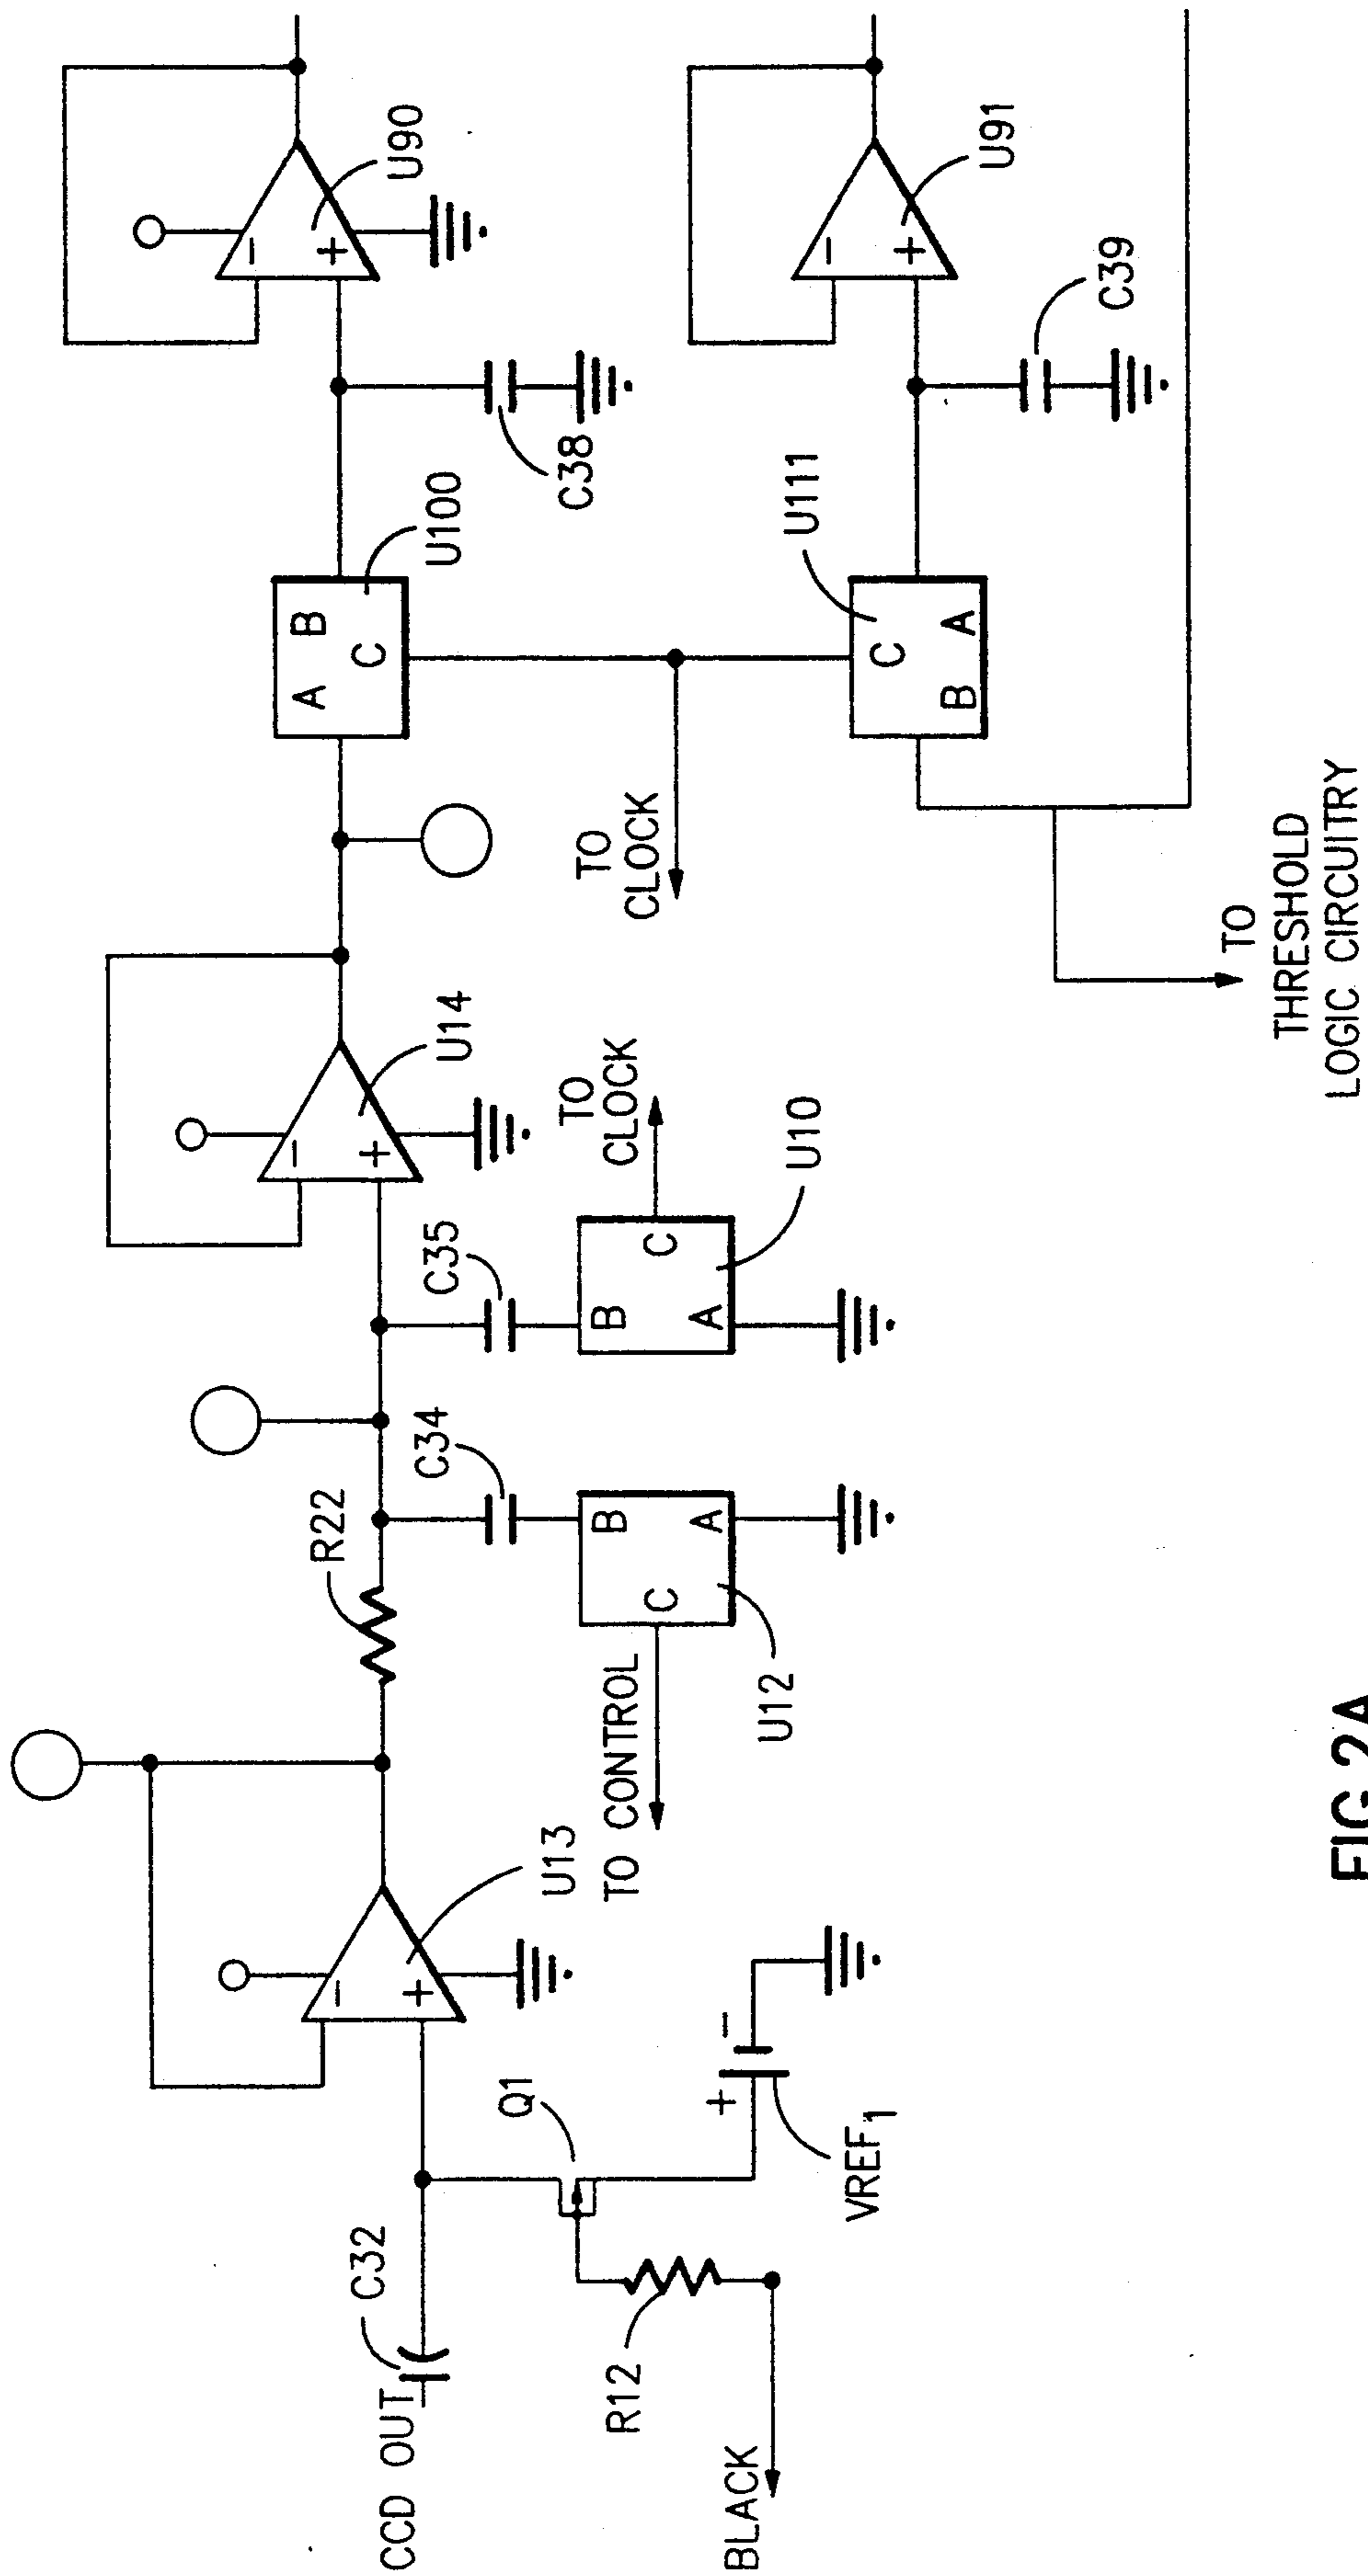 CCD OUT
C32
BLACK
R12
Q1
VREF1
+
−
−
+
U13
R22
TO CONTROL
C34
B
A
C
U12
C35
B
A
C
U10
TO
CLOCK
−
+
U14
A
B
C
U100
TO
CLOCK
C38
−
+
U90
C
B
A
U111
C39
−
+
U91
TO
THRESHOLD
LOGIC CIRCUITRY
FIG.2A